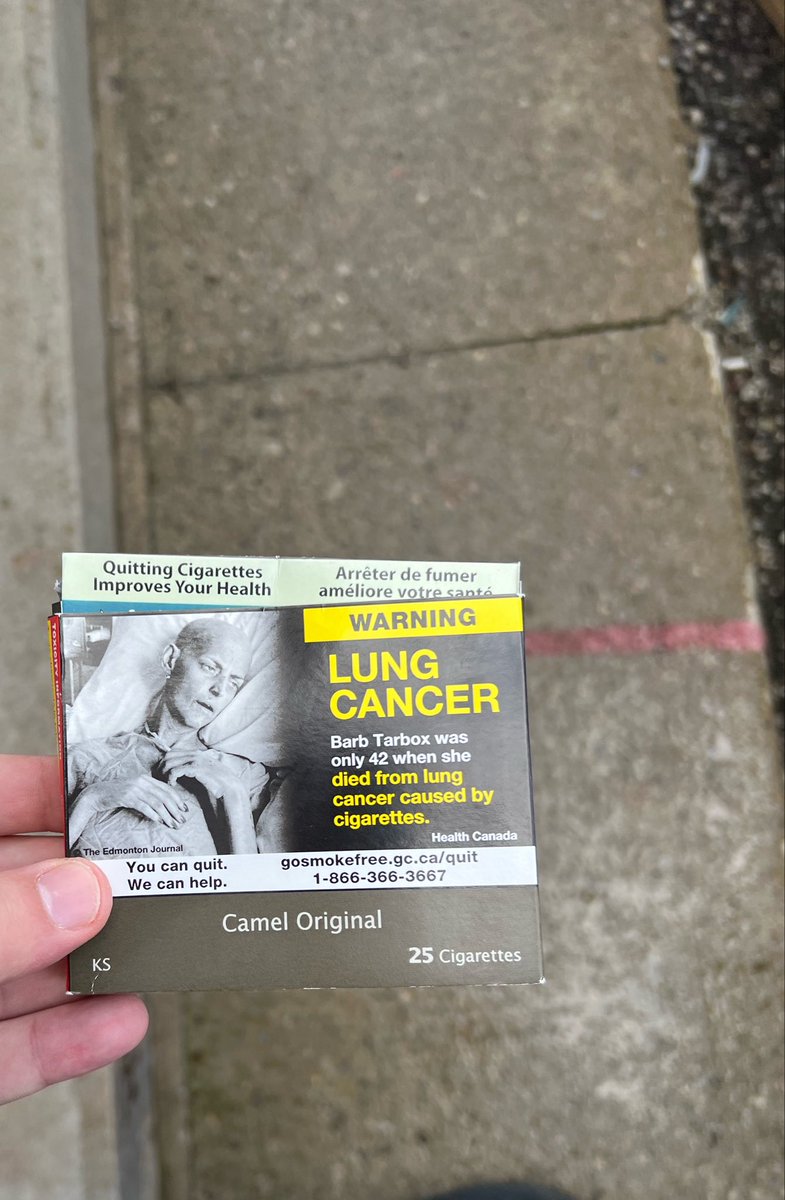 Quitting Cigarettes
Improves Your Health
Arrêter de fumer
améliore votre santé
WARNING
LUNG
CANCER
Barb Tarbox was
only 42 when she
died from lung
cancer caused by
cigarettes.
Health Canada
The Edmonton Journal
You can quit.
We can help.
gosmokefree.gc.ca/quit
1-866-366-3667
Camel Original
KS
25 Cigarettes